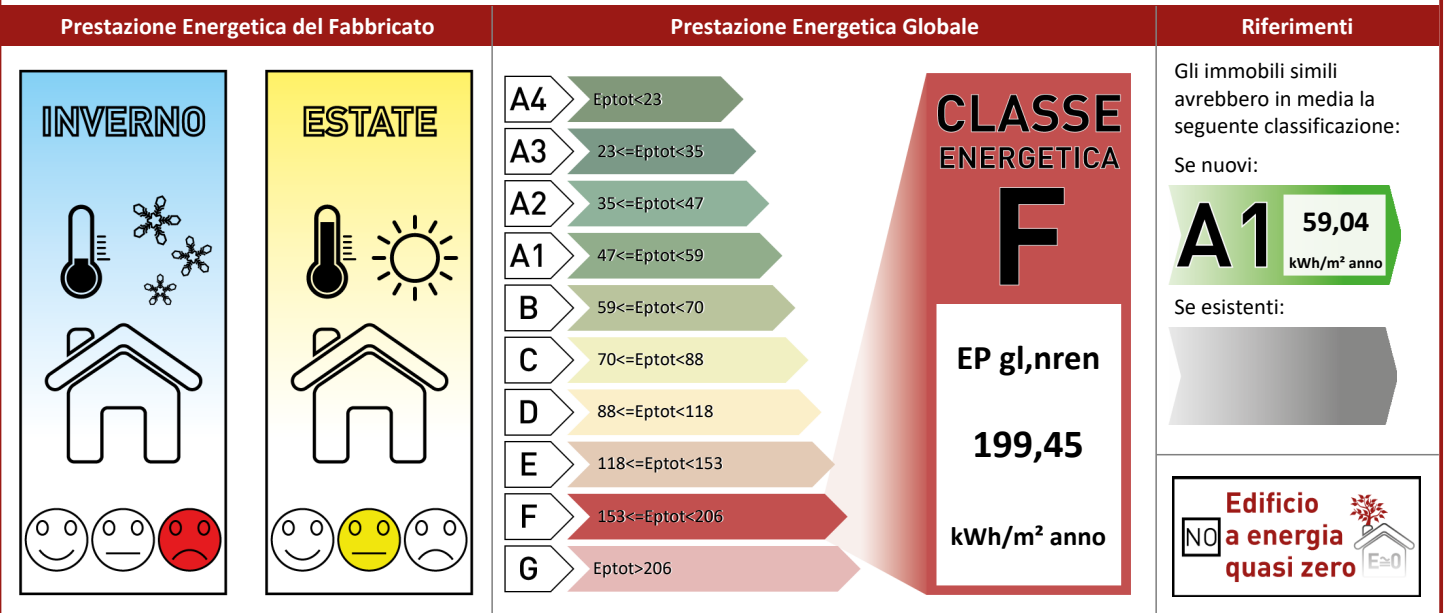 Prestazione Energetica del Fabbricato
Prestazione Energetica Globale
Riferimenti
INVERNO
ESTATE
A4 Eptot<23
A3 23<=Eptot<35
A2 35<=Eptot<47
A1 47<=Eptot<59
B 59<=Eptot<70
C 70<=Eptot<88
D 88<=Eptot<118
E 118<=Eptot<153
F 153<=Eptot<206
G Eptot>206
CLASSE
ENERGETICA
F
EP gl,nren
199,45
kWh/m² anno
Gli immobili simili
avrebbero in media la
seguente classificazione:
Se nuovi:
A1
59,04
kWh/m² anno
Se esistenti:
Edificio
NO a energia
quasi zero
E≅0